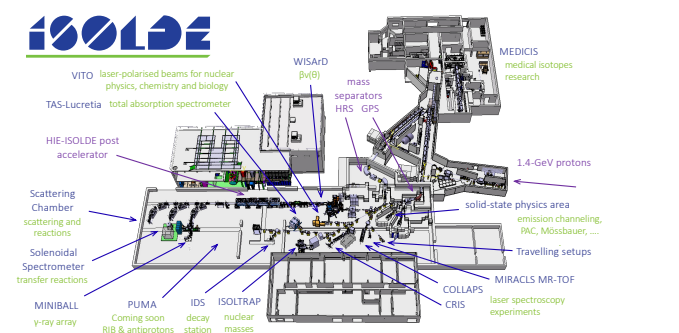 ISOLDE
MEDICIS
medical isotopes
research
WISArD
βν(θ)
VITO laser-polarised beams for nuclear
physics, chemistry and biology
mass
separators
HRS GPS
TAS-Lucretia total absorption spectrometer
HIE-ISOLDE post
accelerator
1.4-GeV protons
Scattering
Chamber
scattering and
reactions
solid-state physics area
emission channeling,
PAC, Mössbauer, ....
Solenoidal
Spectrometer
transfer reactions
Travelling setups
MIRACLS MR-TOF
COLLAPS
CRIS
laser spectroscopy
experiments
MINIBALL
γ-ray array
PUMA
Coming soon
RIB & antiprotons
IDS
decay
station
ISOLTRAP
nuclear
masses